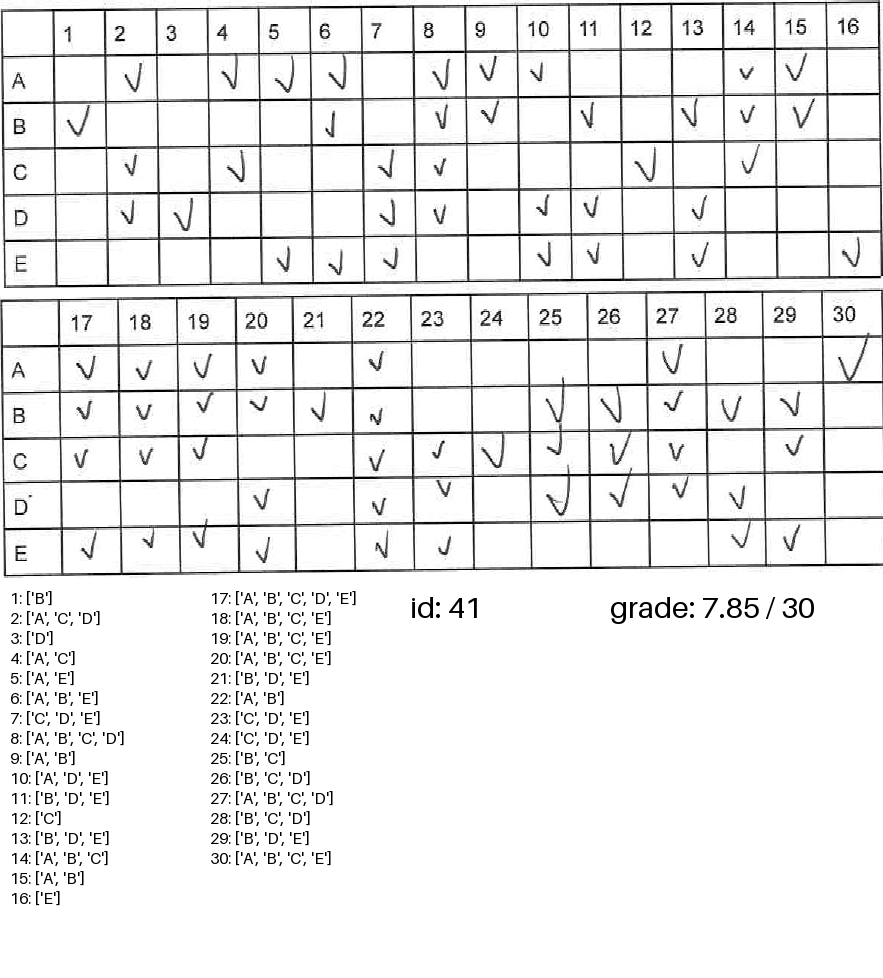 1 2 3 4 5 6 7 8 9 10 11 12 13 14 15 16
A
B
C
D
E
17 18 19 20 21 22 23 24 25 26 27 28 29 30
A
B
C
D
E
1: ['B']
2: ['A', 'C', 'D']
3: ['D']
4: ['A', 'C']
5: ['A', 'E']
6: ['A', 'B', 'E']
7: ['C', 'D', 'E']
8: ['A', 'B', 'C', 'D']
9: ['A', 'B']
10: ['A', 'D', 'E']
11: ['B', 'D', 'E']
12: ['C']
13: ['B', 'D', 'E']
14: ['A', 'B', 'C']
15: ['A', 'B']
16: ['E']
17: ['A', 'B', 'C', 'D', 'E']
18: ['A', 'B', 'C', 'E']
19: ['A', 'B', 'C', 'E']
20: ['A', 'B', 'C', 'E']
21: ['B', 'D', 'E']
22: ['A', 'B']
23: ['C', 'D', 'E']
24: ['C', 'D', 'E']
25: ['B', 'C']
26: ['B', 'C', 'D']
27: ['A', 'B', 'C', 'D']
28: ['B', 'C', 'D']
29: ['B', 'D', 'E']
30: ['A', 'B', 'C', 'E']
id: 41
grade: 7.85 / 30